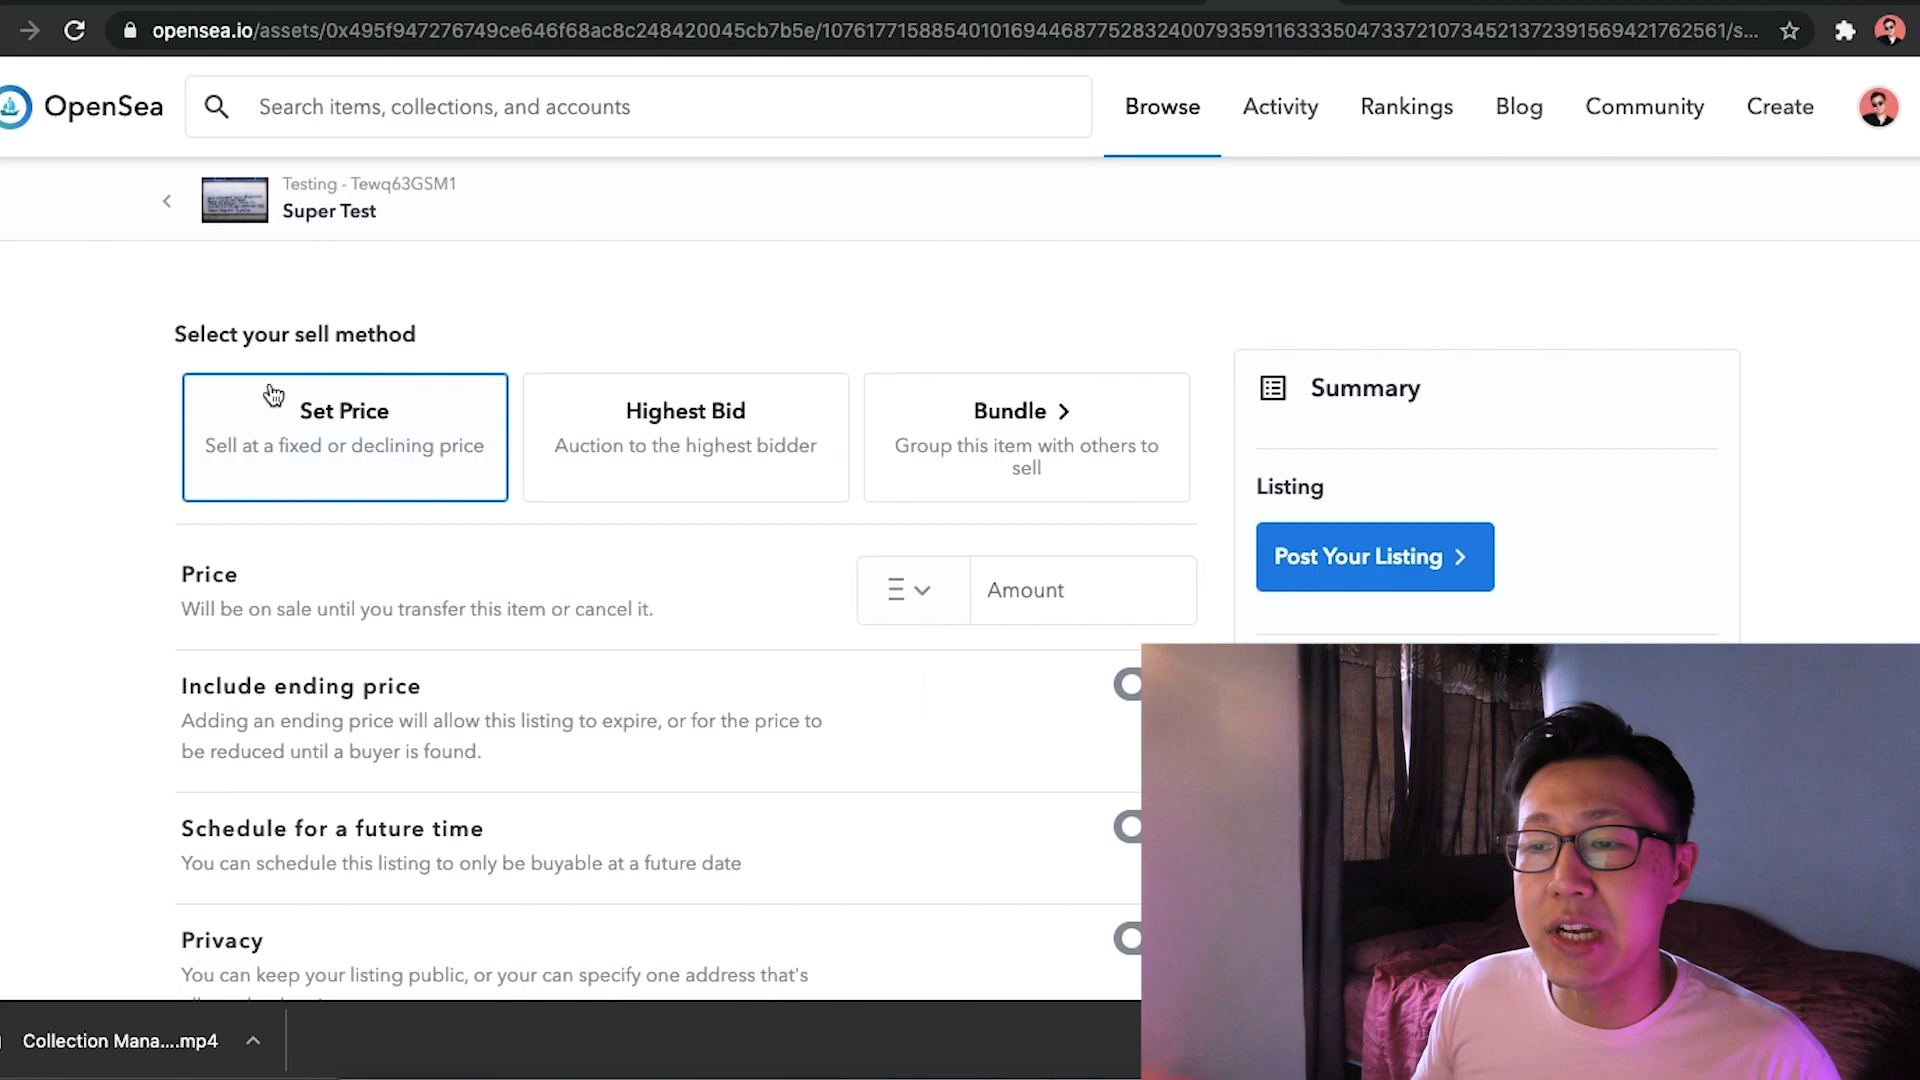 opensea.io/assets/0x495f947276749ce646f68ac8c248420045cb7b5e/107617715885401016944687752832400793591163335047337210734521372391569421762561/s...
OpenSea
Search items, collections, and accounts
Browse
Activity
Rankings
Blog
Community
Create
Testing - Tewq63GSM1
Super Test
Select your sell method
Set Price
Sell at a fixed or declining price
Highest Bid
Auction to the highest bidder
Bundle >
Group this item with others to
sell
Summary
Listing
Post Your Listing >
Price
Will be on sale until you transfer this item or cancel it.
Amount
Include ending price
Adding an ending price will allow this listing to expire, or for the price to
be reduced until a buyer is found.
Schedule for a future time
You can schedule this listing to only be buyable at a future date
Privacy
You can keep your listing public, or your can specify one address that's
Collection Mana....mp4